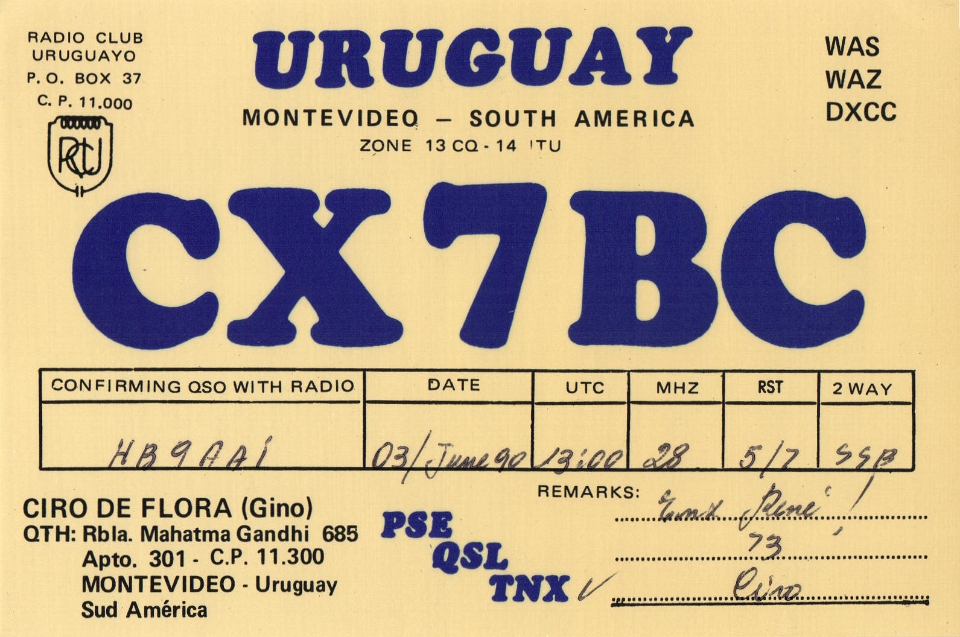 RADIO CLUB
URUGUAYO
P. O. BOX 37
C. P. 11.000
RCU
URUGUAY
MONTEVIDEO — SOUTH AMERICA
ZONE 13 CQ - 14 ITU
WAS
WAZ
DXCC
CX7BC
CONFIRMING QSO WITH RADIO DATE UTC MHZ RST 2 WAY
HB9AAI 03/June 90 13:00 28 5/7 SSB
CIRO DE FLORA (Gino)
QTH: Rbla. Mahatma Gandhi 685
Apto. 301 - C.P. 11.300
MONTEVIDEO - Uruguay
Sud América
PSE
QSL
TNX ✓
REMARKS: Tnx René!
73
Ciro